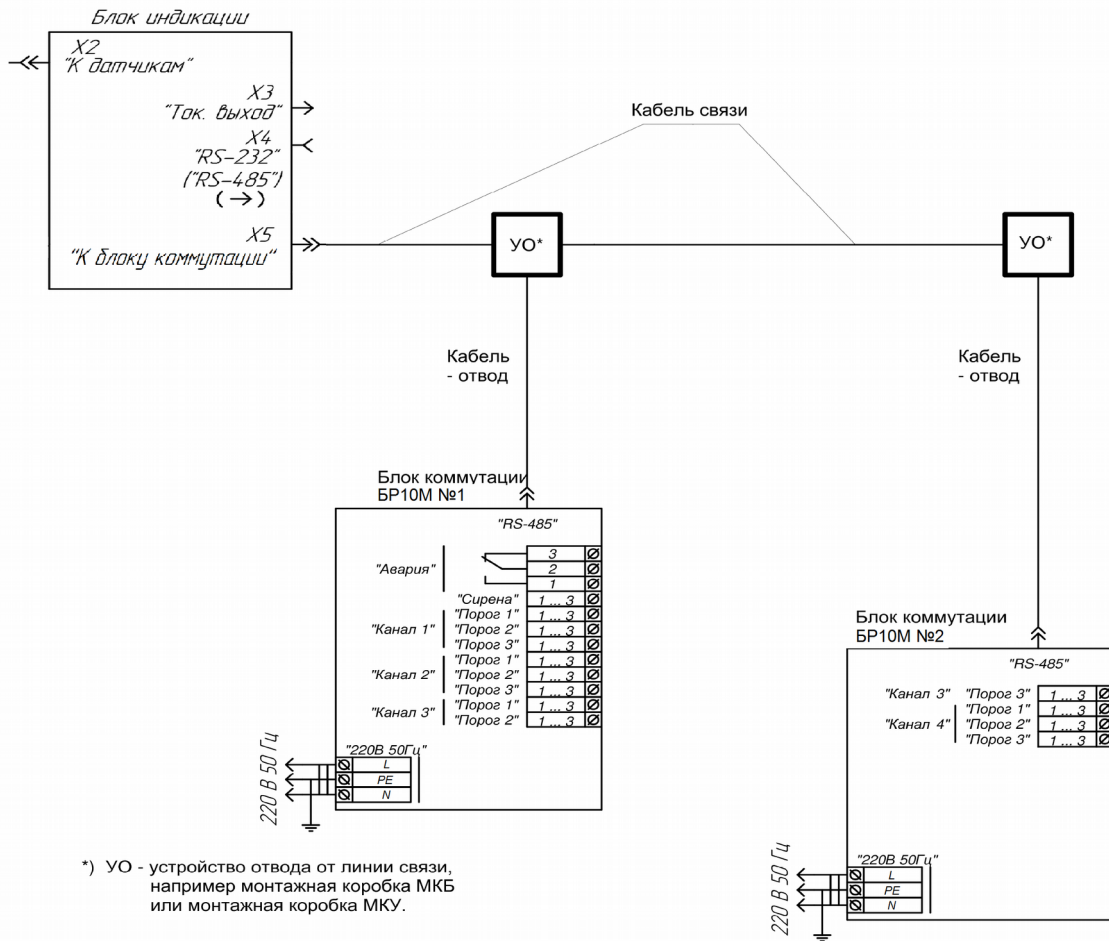 Блок индикации
X2
"К датчикам"
X3
"Ток. выход"
X4
"RS-232"
("RS-485")
(→)
X5
"К блоку коммутации"
Кабель связи
УО*
УО*
Кабель
- отвод
Кабель
- отвод
Блок коммутации
БР10М №1
"RS-485"
"Авария"
3
2
1
"Сирена" 1 ... 3
"Канал 1"
"Порог 1" 1 ... 3
"Порог 2" 1 ... 3
"Порог 3" 1 ... 3
"Канал 2"
"Порог 1" 1 ... 3
"Порог 2" 1 ... 3
"Порог 3" 1 ... 3
"Канал 3"
"Порог 1" 1 ... 3
"Порог 2" 1 ... 3
"220В 50Гц"
L
PE
N
220 В 50 Гц
Блок коммутации
БР10М №2
"RS-485"
"Канал 3" "Порог 3" 1 ... 3
"Канал 4"
"Порог 1" 1 ... 3
"Порог 2" 1 ... 3
"Порог 3" 1 ... 3
"220В 50Гц"
L
PE
N
220 В 50 Гц
*) УО - устройство отвода от линии связи,
например монтажная коробка МКБ
или монтажная коробка МКУ.